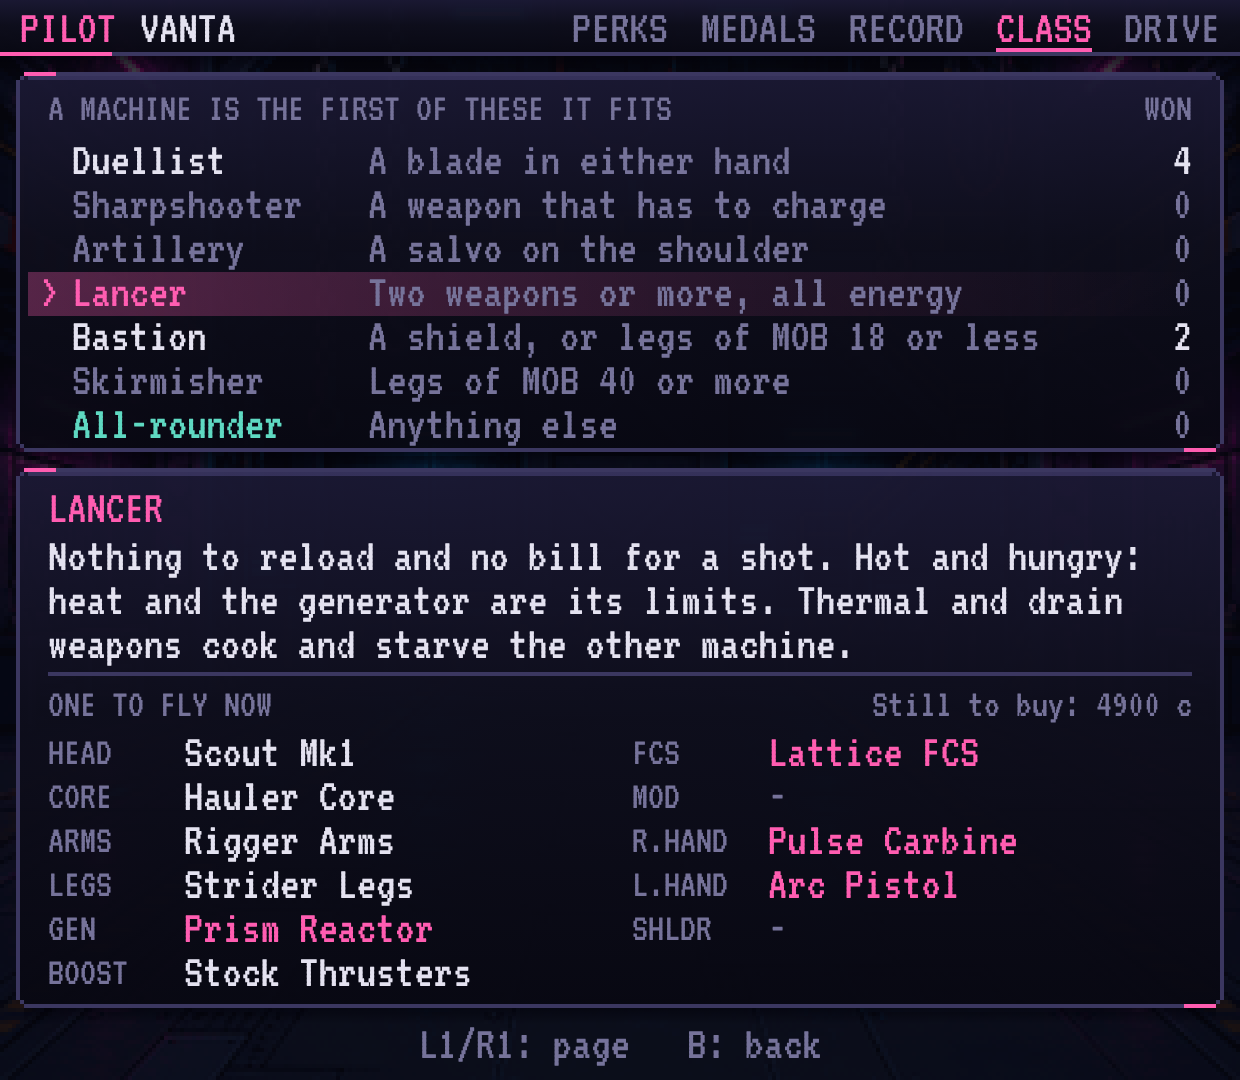 PILOT VANTA PERKS MEDALS RECORD CLASS DRIVE
A MACHINE IS THE FIRST OF THESE IT FITS WON
Duellist A blade in either hand 4
Sharpshooter A weapon that has to charge 0
Artillery A salvo on the shoulder 0
> Lancer Two weapons or more, all energy 0
Bastion A shield, or legs of MOB 18 or less 2
Skirmisher Legs of MOB 40 or more 0
All-rounder Anything else 0
LANCER
Nothing to reload and no bill for a shot. Hot and hungry:
heat and the generator are its limits. Thermal and drain
weapons cook and starve the other machine.
ONE TO FLY NOW Still to buy: 4900 c
HEAD Scout Mk1 FCS Lattice FCS
CORE Hauler Core MOD -
ARMS Rigger Arms R.HAND Pulse Carbine
LEGS Strider Legs L.HAND Arc Pistol
GEN Prism Reactor SHLDR -
BOOST Stock Thrusters
L1/R1: page B: back